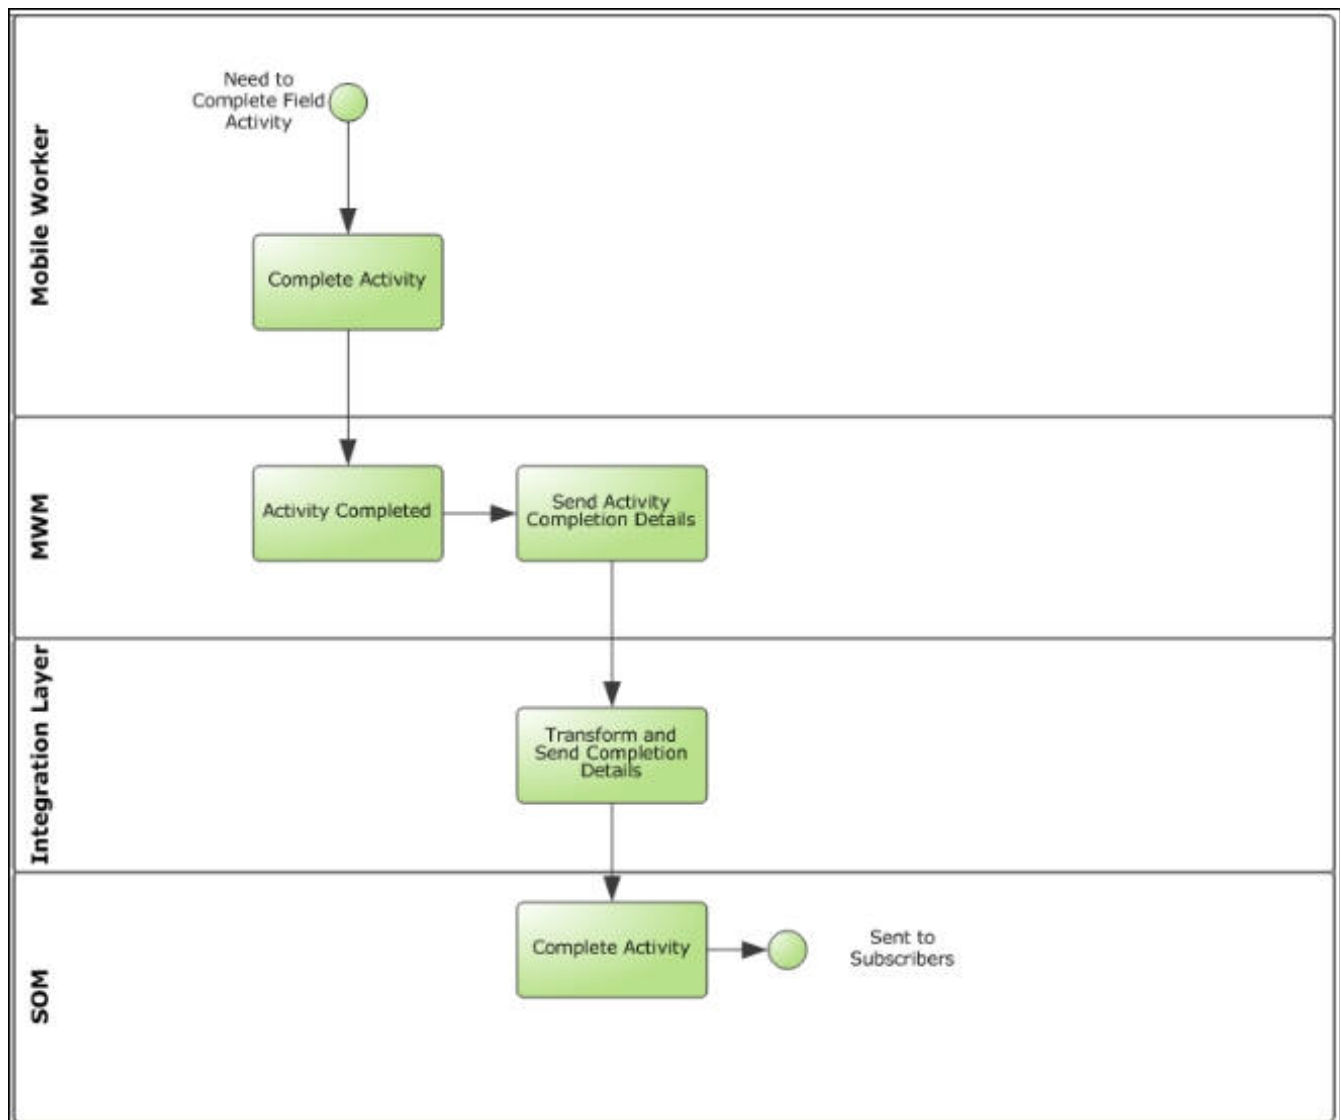 Mobile Worker
Need to
Complete Field
Activity
Complete Activity
MWM
Activity Completed
Send Activity
Completion Details
Integration Layer
Transform and
Send Completion
Details
SOM
Complete Activity
Sent to
Subscribers